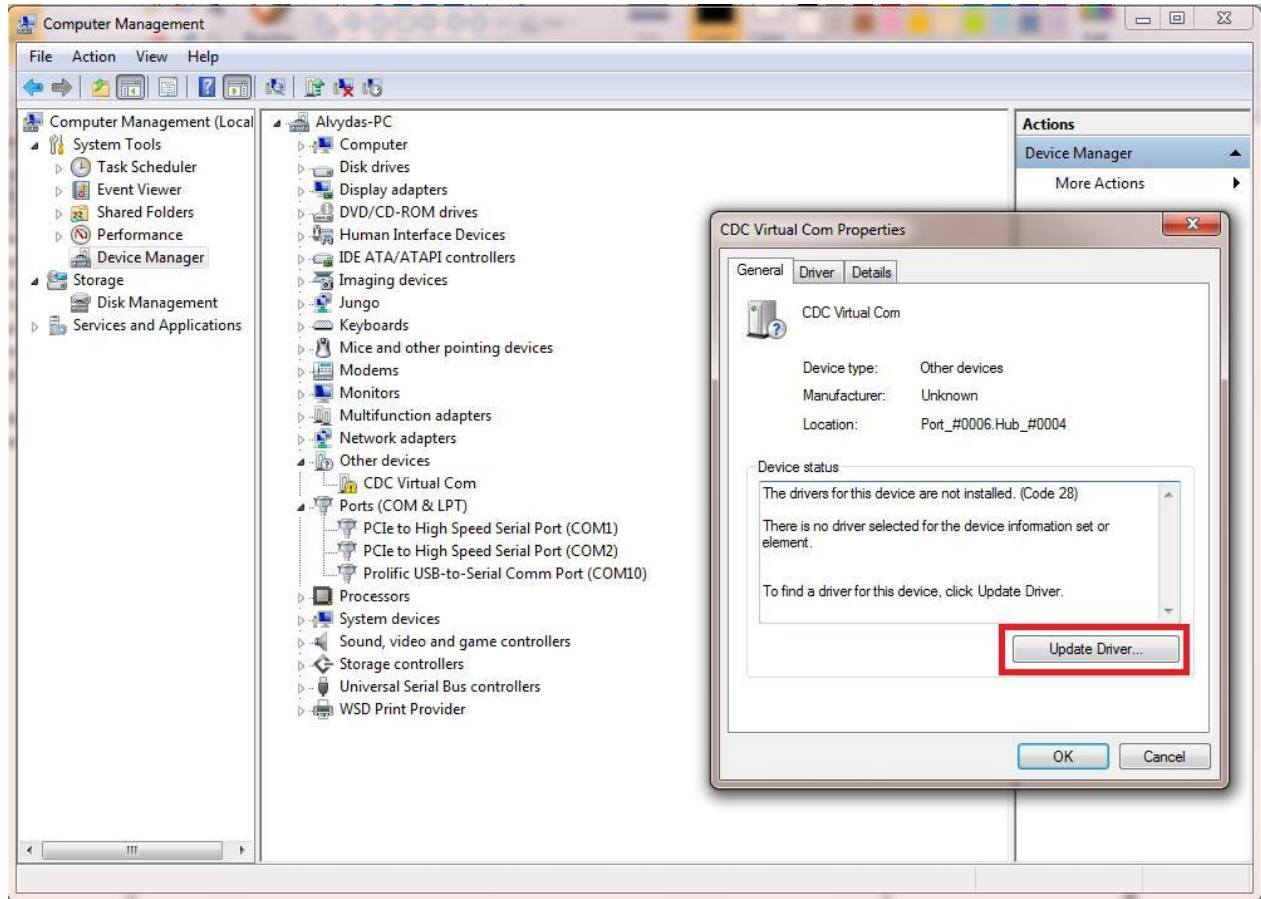 Computer Management
File Action View Help
Computer Management (Local
System Tools
Task Scheduler
Event Viewer
Shared Folders
Performance
Device Manager
Storage
Disk Management
Services and Applications
Alvydas-PC
Computer
Disk drives
Display adapters
DVD/CD-ROM drives
Human Interface Devices
IDE ATA/ATAPI controllers
Imaging devices
Jungo
Keyboards
Mice and other pointing devices
Modems
Monitors
Multifunction adapters
Network adapters
Other devices
CDC Virtual Com
Ports (COM & LPT)
PCIe to High Speed Serial Port (COM1)
PCIe to High Speed Serial Port (COM2)
Prolific USB-to-Serial Comm Port (COM10)
Processors
System devices
Sound, video and game controllers
Storage controllers
Universal Serial Bus controllers
WSD Print Provider
Actions
Device Manager
More Actions
CDC Virtual Com Properties
General Driver Details
CDC Virtual Com
Device type: Other devices
Manufacturer: Unknown
Location: Port_#0006.Hub_#0004
Device status
The drivers for this device are not installed. (Code 28)
There is no driver selected for the device information set or
element.
To find a driver for this device, click Update Driver.
Update Driver...
OK Cancel